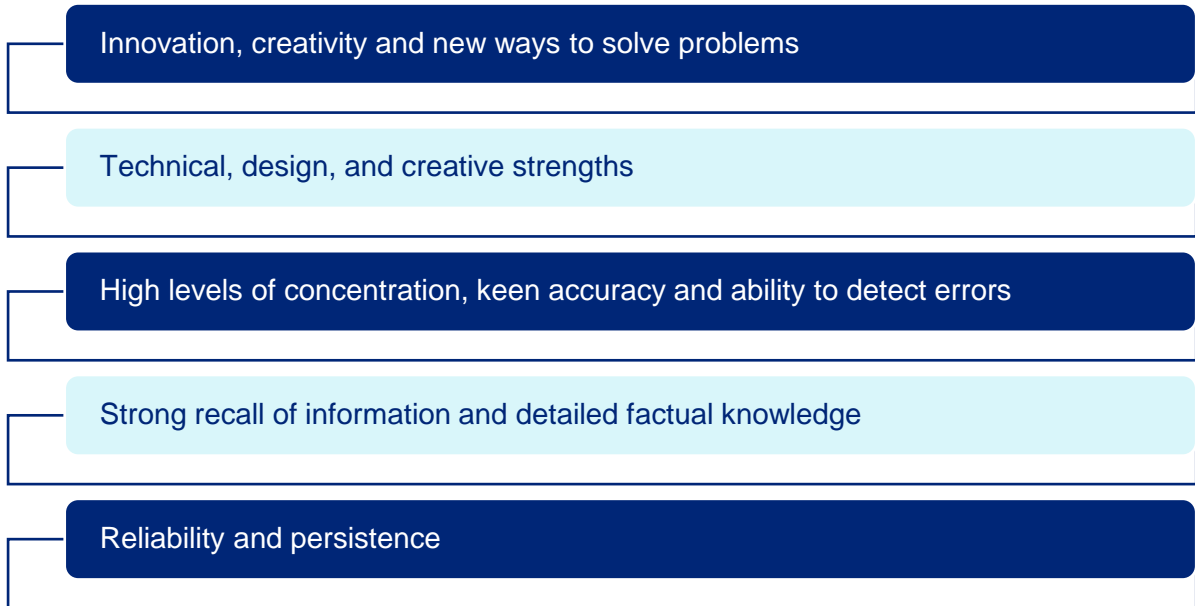 Innovation, creativity and new ways to solve problems
Technical, design, and creative strengths
High levels of concentration, keen accuracy and ability to detect errors
Strong recall of information and detailed factual knowledge
Reliability and persistence